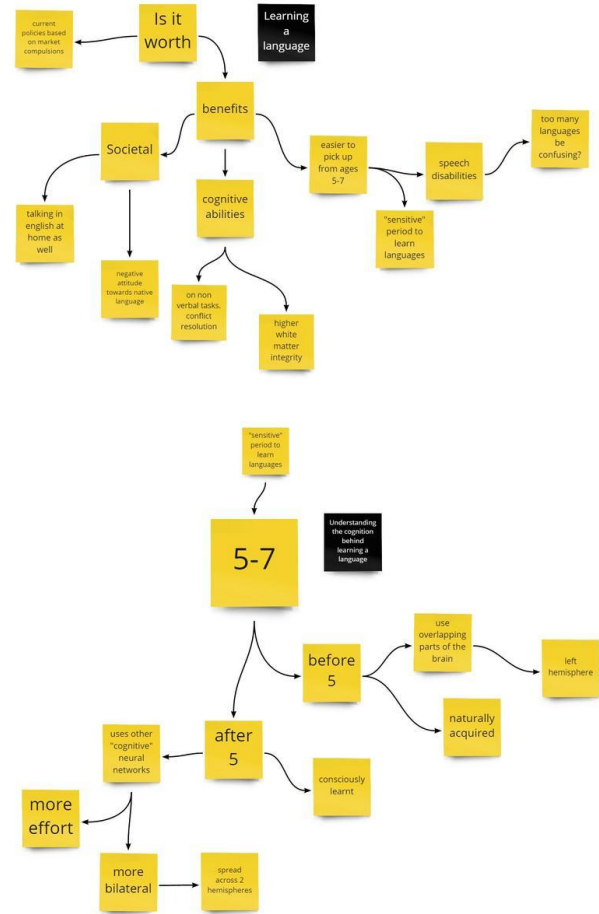 current
policies based
on market
compulsions
Is it
worth
Learning
a
language
benefits
Societal
easier to
pick up
from ages
5-7
speech
disabilities
too many
languages
be
confusing?
talking in
english at
home as
well
cognitive
abilities
"sensitive"
period to
learn
languages
negative
attitude
towards native
language
on non
verbal tasks.
conflict
resolution
higher
white
matter
integrity
"sensitive"
period to
learn
languages
5-7
Understanding
the cognition
behind
learning a
language
before
5
use
overlapping
parts of the
brain
left
hemisphere
naturally
acquired
after
5
uses other
"cognitive"
neural
networks
consciously
learnt
more
effort
more
bilateral
spread
across 2
hemispheres